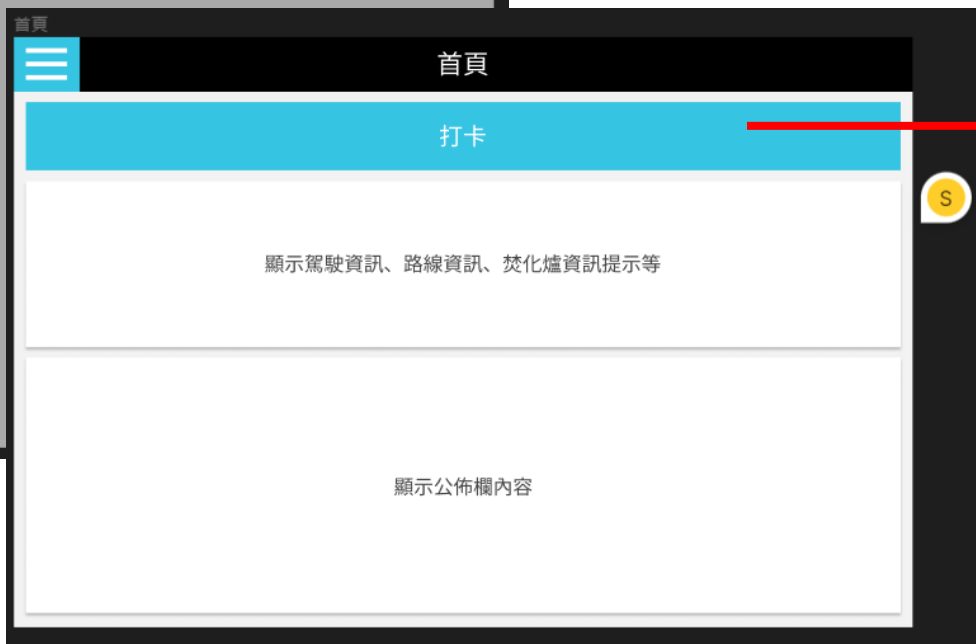 首頁
首頁
打卡
S
顯示駕駛資訊、路線資訊、焚化爐資訊提示等
顯示公佈欄內容